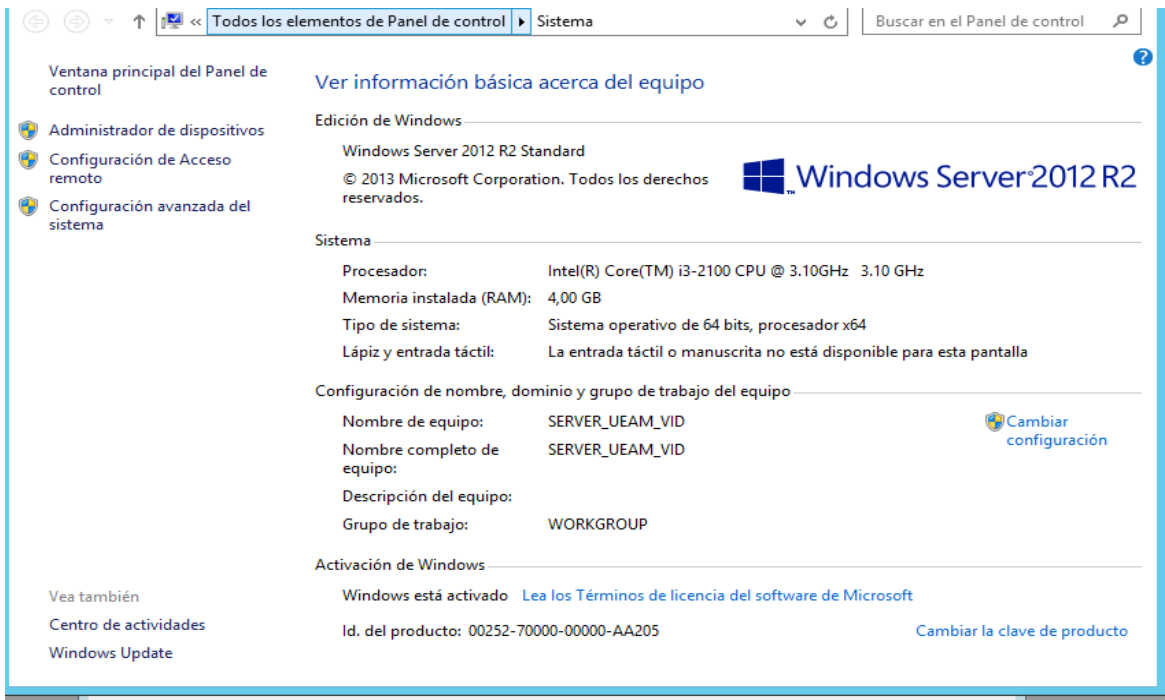 « Todos los elementos de Panel de control ▸ Sistema
Buscar en el Panel de control
Ventana principal del Panel de
control
Administrador de dispositivos
Configuración de Acceso
remoto
Configuración avanzada del
sistema
Vea también
Centro de actividades
Windows Update
?
Ver información básica acerca del equipo
Edición de Windows
Windows Server 2012 R2 Standard
© 2013 Microsoft Corporation. Todos los derechos
reservados.
Windows Server 2012 R2
Sistema
Procesador: Intel(R) Core(TM) i3-2100 CPU @ 3.10GHz 3.10 GHz
Memoria instalada (RAM): 4,00 GB
Tipo de sistema: Sistema operativo de 64 bits, procesador x64
Lápiz y entrada táctil: La entrada táctil o manuscrita no está disponible para esta pantalla
Configuración de nombre, dominio y grupo de trabajo del equipo
Nombre de equipo: SERVER_UEAM_VID
Cambiar
configuración
Nombre completo de
equipo: SERVER_UEAM_VID
Descripción del equipo:
Grupo de trabajo: WORKGROUP
Activación de Windows
Windows está activado Lea los Términos de licencia del software de Microsoft
Id. del producto: 00252-70000-00000-AA205 Cambiar la clave de producto